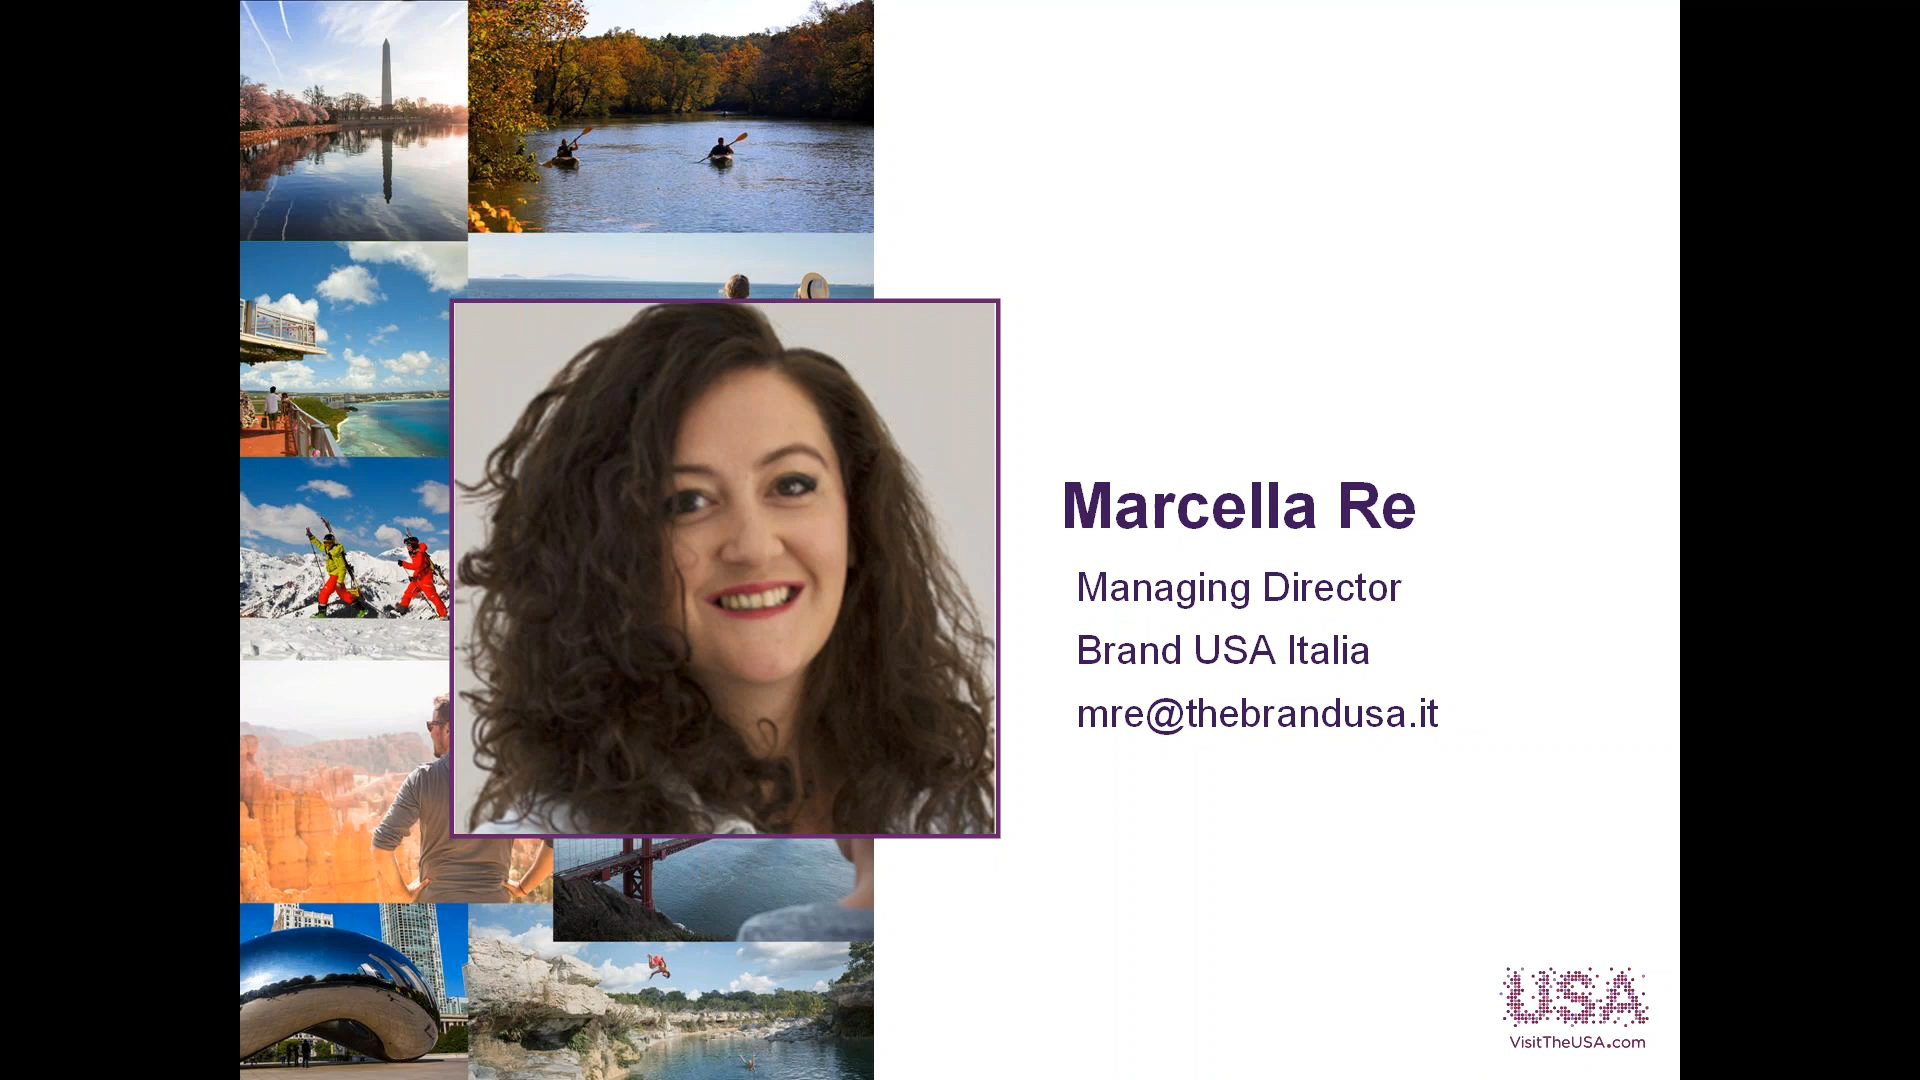 Marcella Re
Managing Director
Brand USA Italia
mre@thebrandusa.it
USA
VisitTheUSA.com